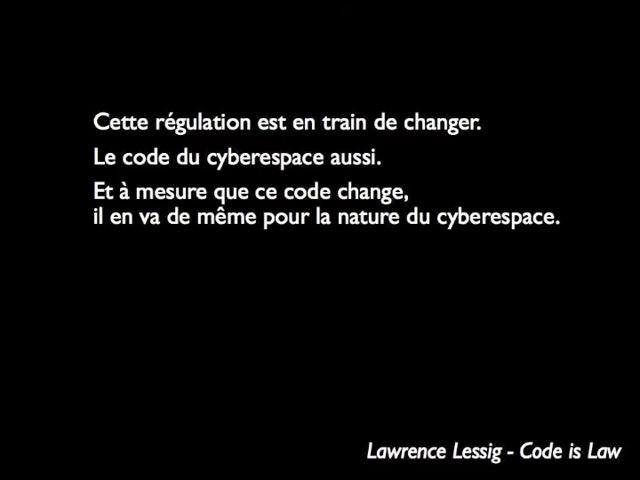 Cette régulation est en train de changer.
Le code du cyberespace aussi.
Et à mesure que ce code change,
il en va de même pour la nature du cyberespace.
Lawrence Lessig - Code is Law